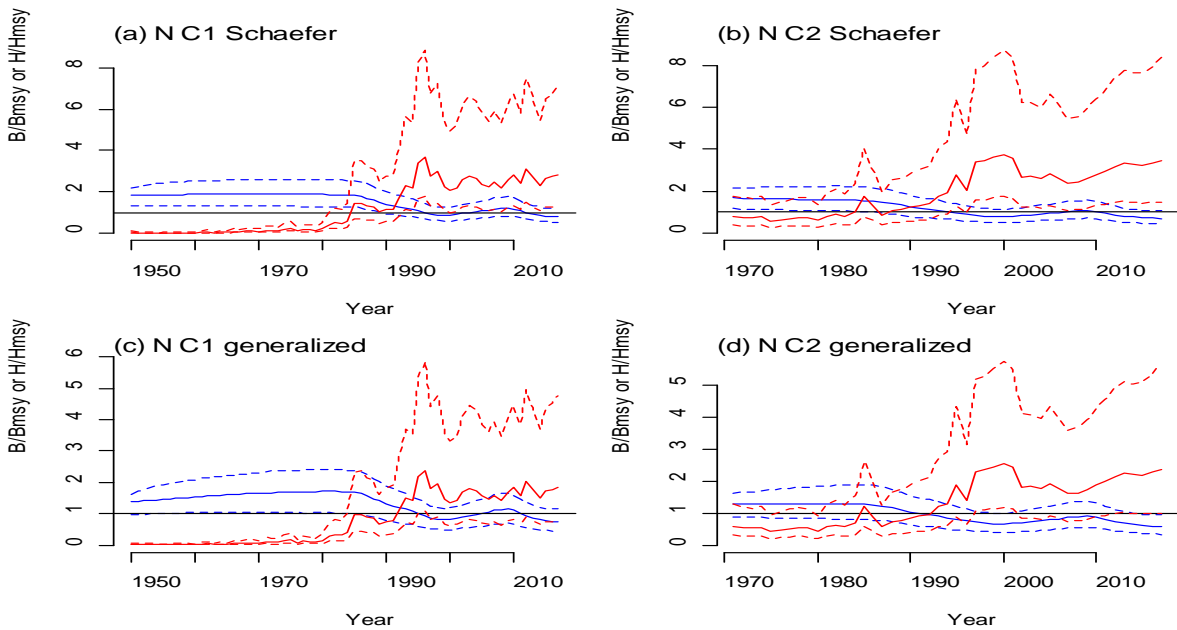 (a) N C1 Schaefer
B/Bmsy or H/Hmsy
0 2 4 6 8
1950 1970 1990 2010
Year
(b) N C2 Schaefer
B/Bmsy or H/Hmsy
0 2 4 6 8
1970 1980 1990 2000 2010
Year
(c) N C1 generalized
B/Bmsy or H/Hmsy
0 1 2 3 4 5 6
1950 1970 1990 2010
Year
(d) N C2 generalized
B/Bmsy or H/Hmsy
0 1 2 3 4 5
1970 1980 1990 2000 2010
Year